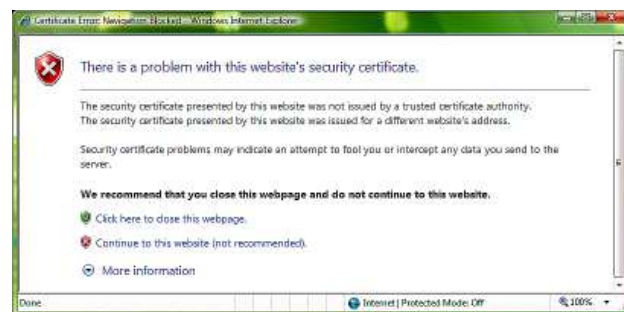 Certificate Error: Navigation Blocked - Windows Internet Explorer
There is a problem with this website's security certificate.
The security certificate presented by this website was not issued by a trusted certificate authority.
The security certificate presented by this website was issued for a different website's address.
Security certificate problems may indicate an attempt to fool you or intercept any data you send to the
server.
We recommend that you close this webpage and do not continue to this website.
Click here to close this webpage.
Continue to this website (not recommended).
More information
Done
Internet | Protected Mode: Off
100%